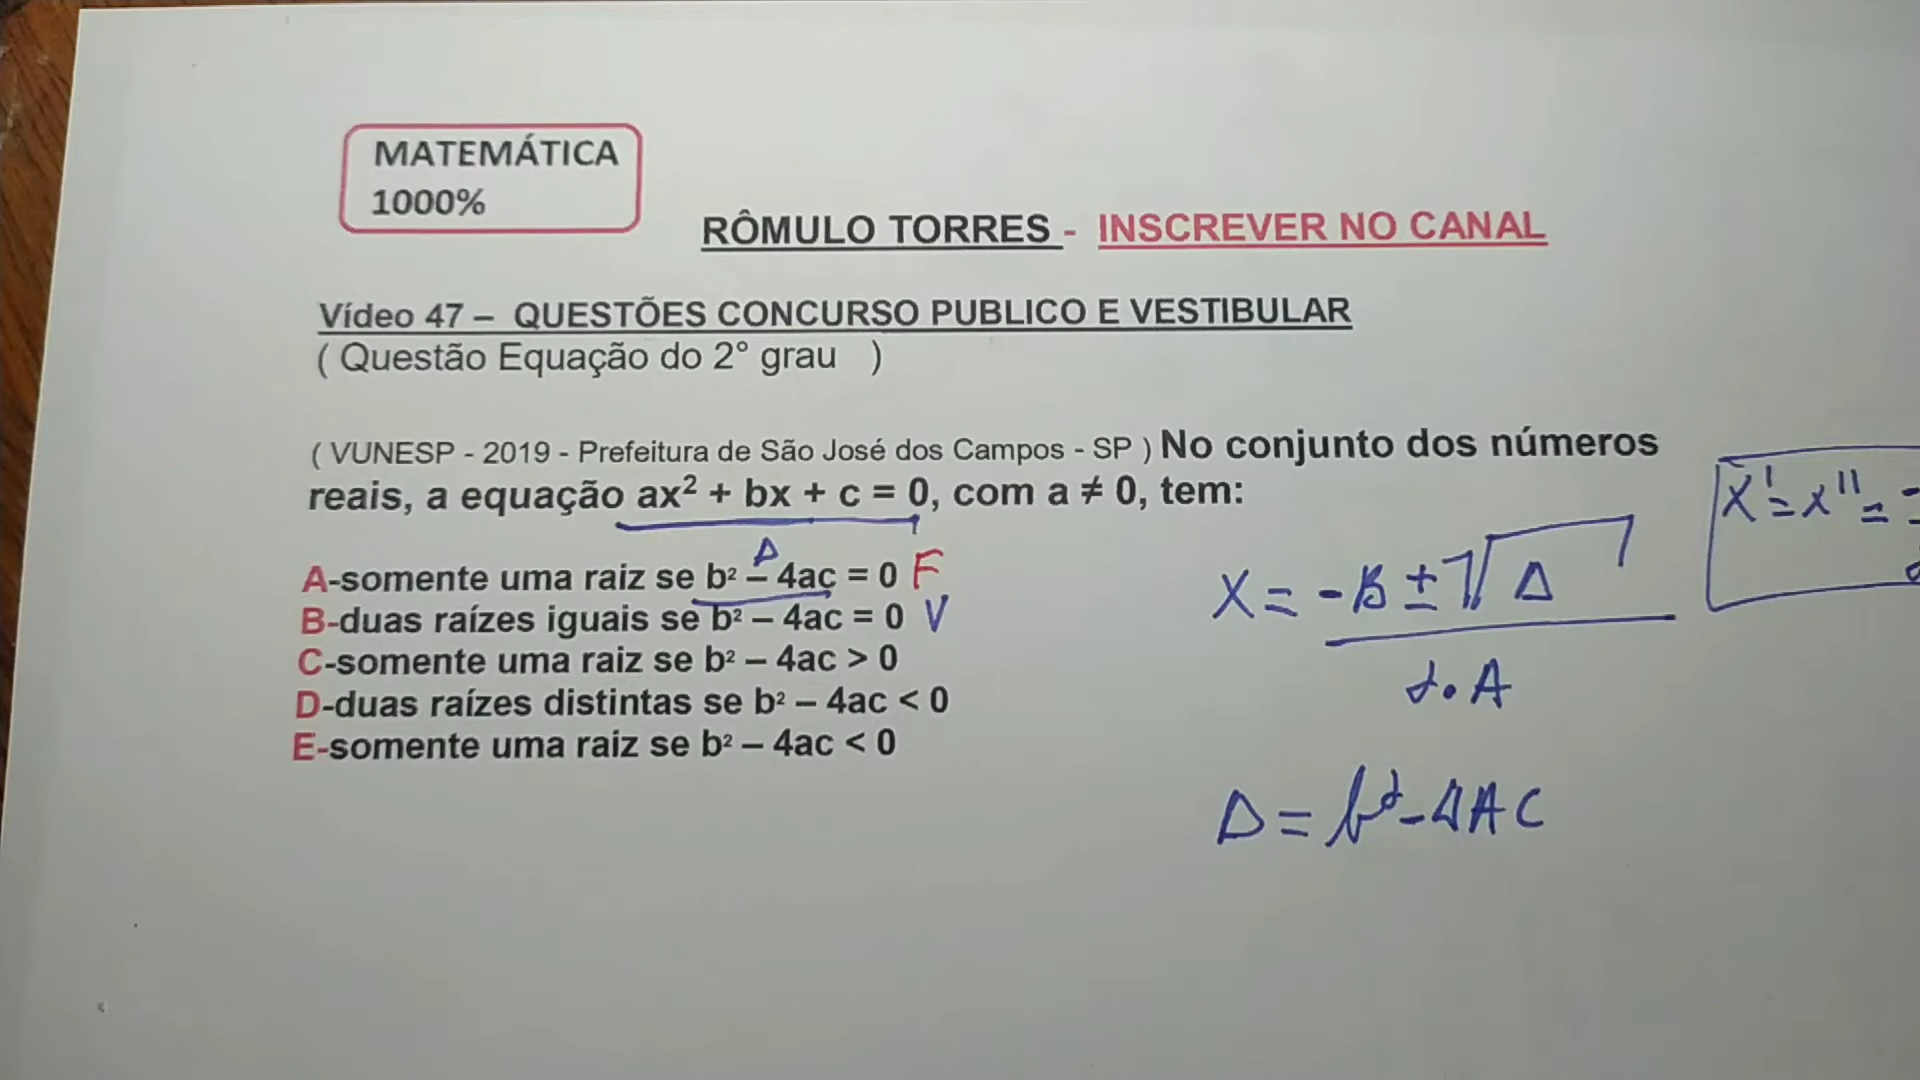 MATEMÁTICA
1000%
RÔMULO TORRES - INSCREVER NO CANAL
Vídeo 47 – QUESTÕES CONCURSO PUBLICO E VESTIBULAR
( Questão Equação do 2° grau )
( VUNESP - 2019 - Prefeitura de São José dos Campos - SP ) No conjunto dos números
reais, a equação ax² + bx + c = 0, com a ≠ 0, tem:
Δ
A-somente uma raiz se b² – 4ac = 0 F
B-duas raízes iguais se b² – 4ac = 0 V
C-somente uma raiz se b² – 4ac > 0
D-duas raízes distintas se b² – 4ac < 0
E-somente uma raiz se b² – 4ac < 0
X = -B ± √Δ
2.A
Δ = b² - 4AC
X' = X'' =